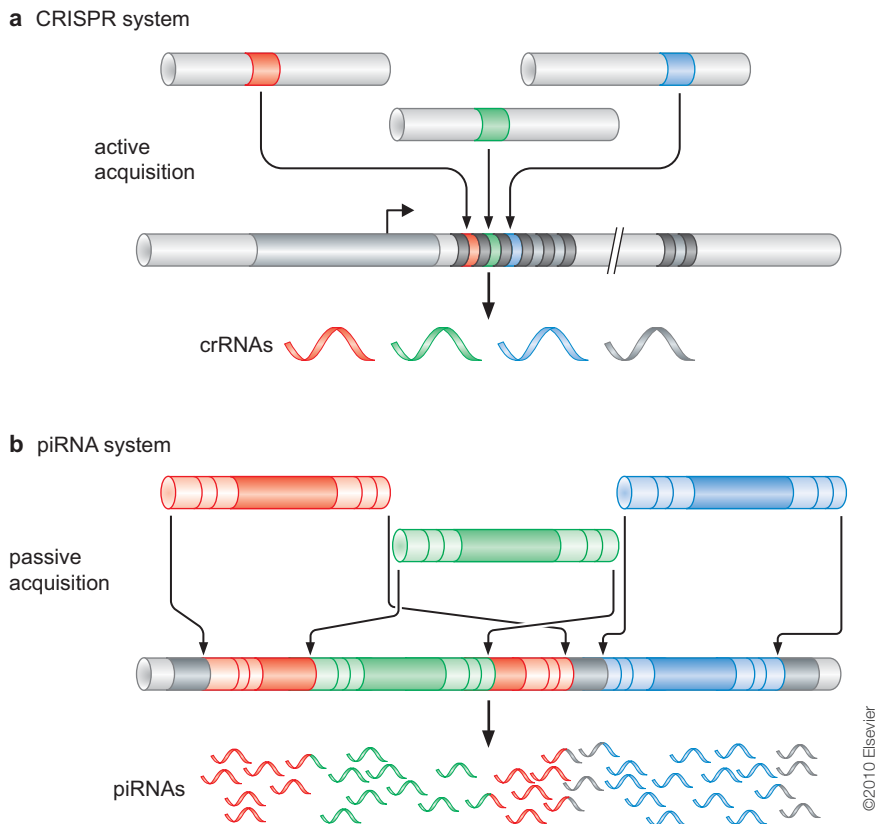 a CRISPR system
active
acquisition
crRNAs
b piRNA system
passive
acquisition
piRNAs
©2010 Elsevier